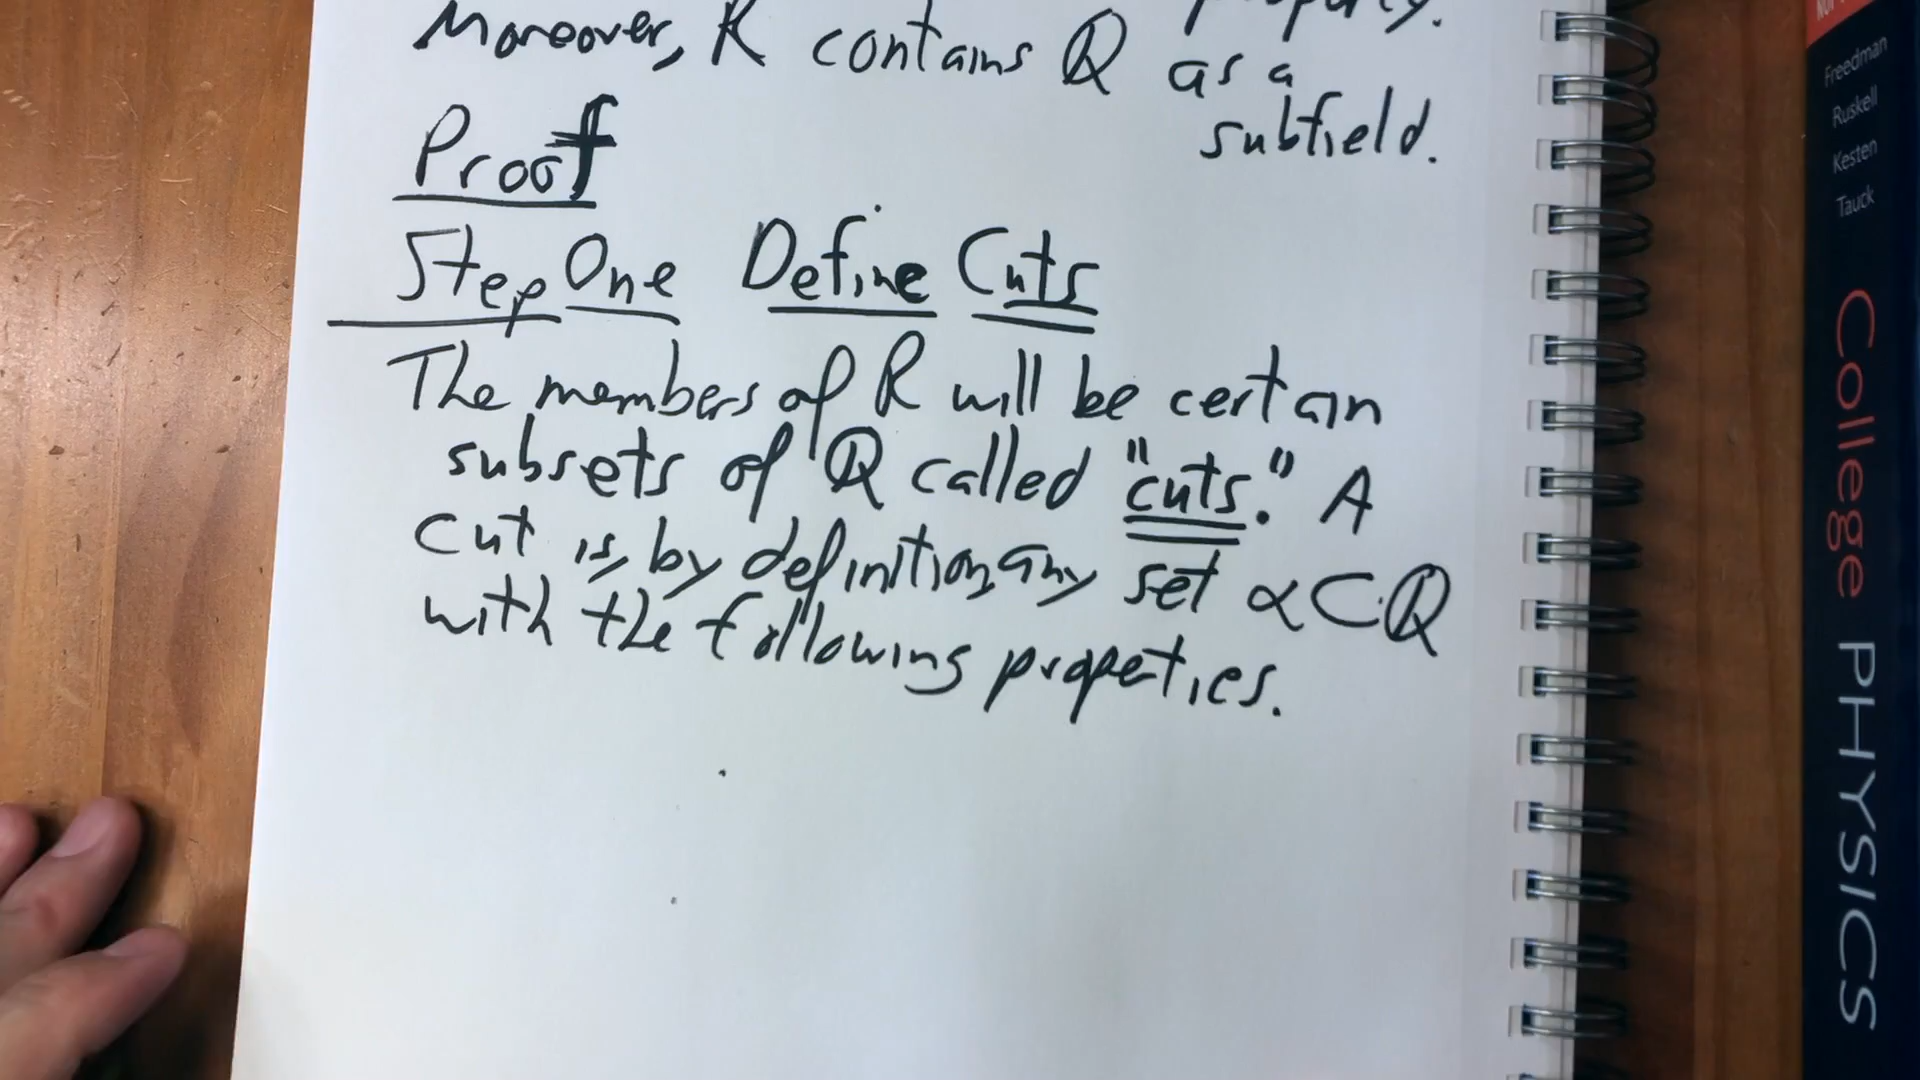 property.
Moreover, R contains Q as a
subfield.
Proof
Step One Define Cuts
The members of R will be certain
subsets of Q called "cuts." A
cut is, by definition, any set α ⊂ Q
with the following properties.
Freedman
Ruskell
Kesten
Tauck
College PHYSICS